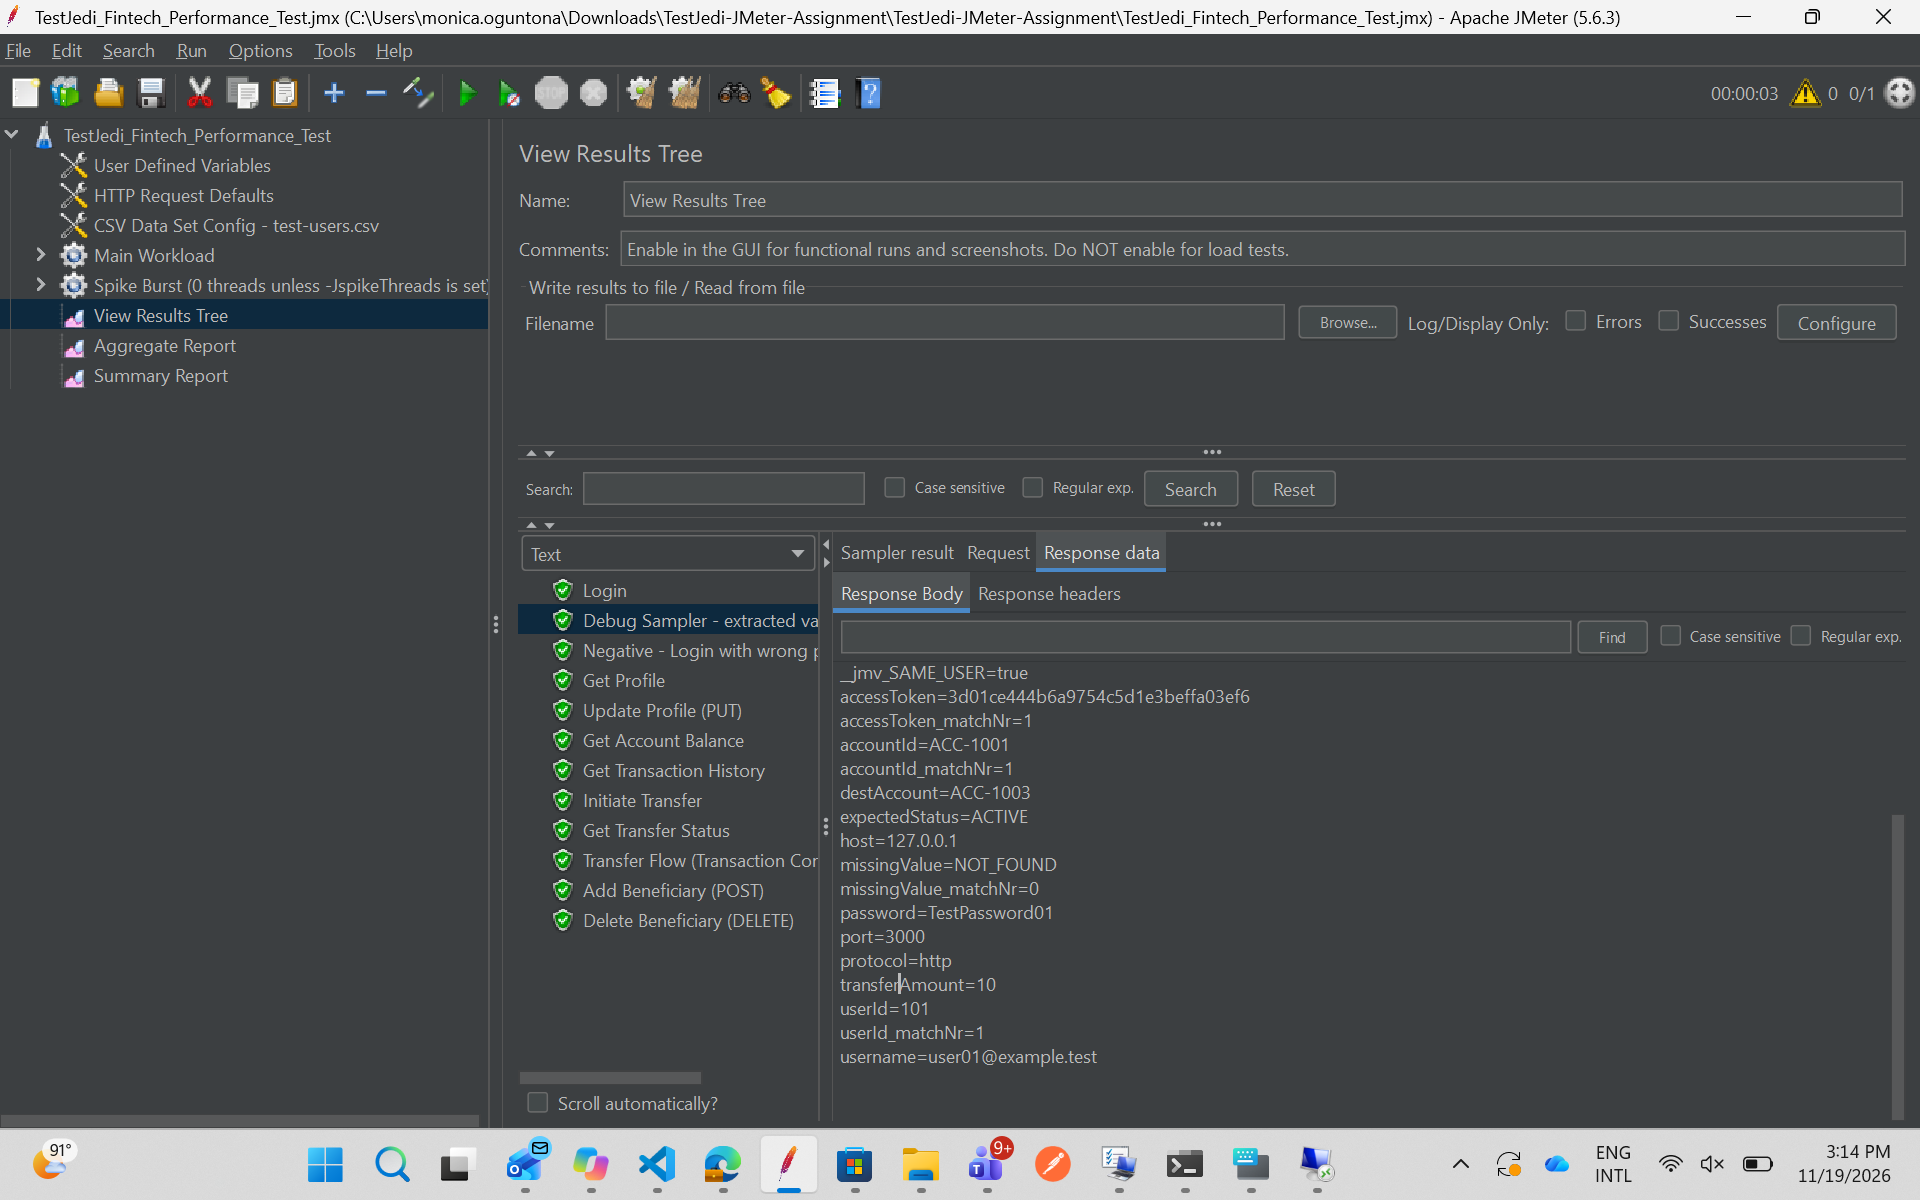 TestJedi_Fintech_Performance_Test.jmx (C:\Users\monica.oguntona\Downloads\TestJedi-JMeter-Assignment\TestJedi-JMeter-Assignment\TestJedi_Fintech_Performance_Test.jmx) - Apache JMeter (5.6.3)
File Edit Search Run Options Tools Help
STOP
00:00:03 0 0/1
TestJedi_Fintech_Performance_Test
User Defined Variables
HTTP Request Defaults
CSV Data Set Config - test-users.csv
Main Workload
Spike Burst (0 threads unless -JspikeThreads is set)
View Results Tree
Aggregate Report
Summary Report
View Results Tree
Name: View Results Tree
Comments: Enable in the GUI for functional runs and screenshots. Do NOT enable for load tests.
Write results to file / Read from file
Filename Browse... Log/Display Only: Errors Successes Configure
Search: Case sensitive Regular exp. Search Reset
Text
Login
Debug Sampler - extracted va
Negative - Login with wrong p
Get Profile
Update Profile (PUT)
Get Account Balance
Get Transaction History
Initiate Transfer
Get Transfer Status
Transfer Flow (Transaction Cor
Add Beneficiary (POST)
Delete Beneficiary (DELETE)
Scroll automatically?
Sampler result Request Response data
Response Body Response headers
Find Case sensitive Regular exp.
__jmv_SAME_USER=true
accessToken=3d01ce444b6a9754c5d1e3beffa03ef6
accessToken_matchNr=1
accountId=ACC-1001
accountId_matchNr=1
destAccount=ACC-1003
expectedStatus=ACTIVE
host=127.0.0.1
missingValue=NOT_FOUND
missingValue_matchNr=0
password=TestPassword01
port=3000
protocol=http
transferAmount=10
userId=101
userId_matchNr=1
username=user01@example.test
91°
9+
ENG
INTL
3:14 PM
11/19/2026